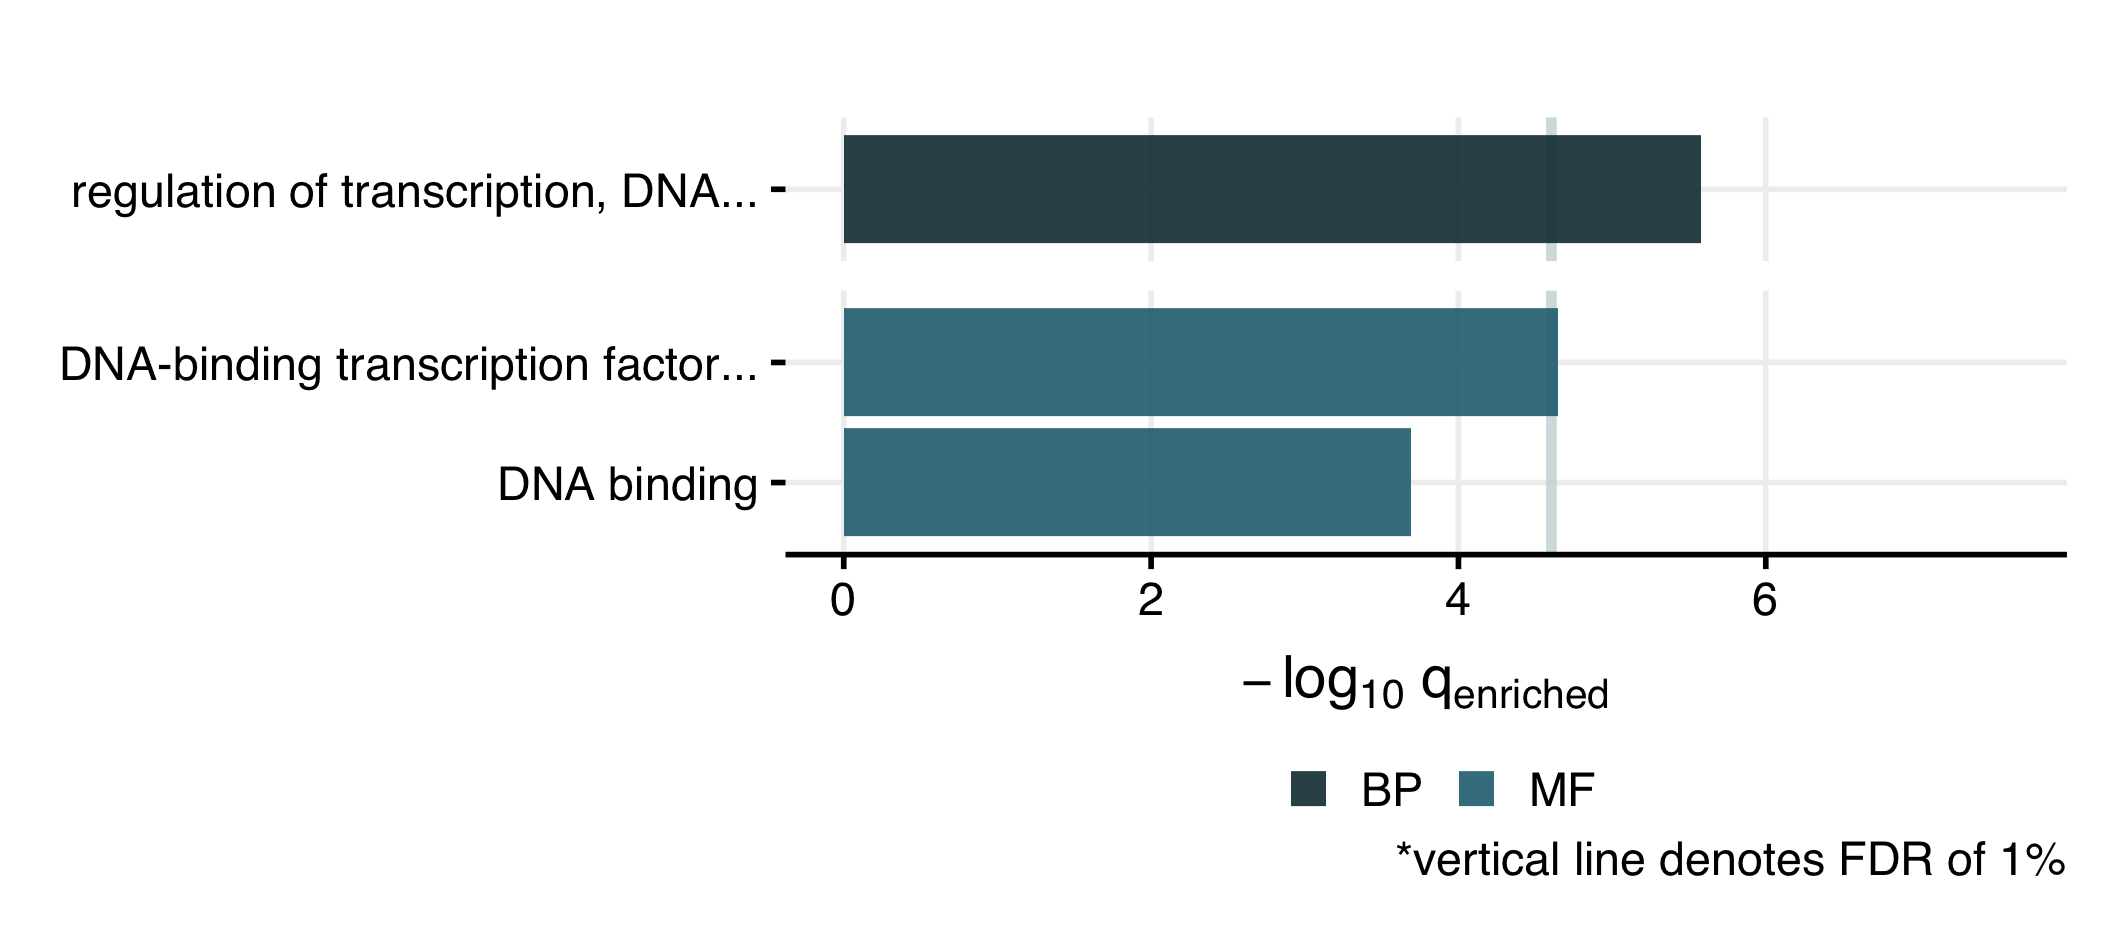 regulation of transcription, DNA...
DNA-binding transcription factor...
DNA binding
0 2 4 6
− log₁₀ qₑₙᵣᵢ𝒸ₕₑ𝒹
BP MF
*vertical line denotes FDR of 1%